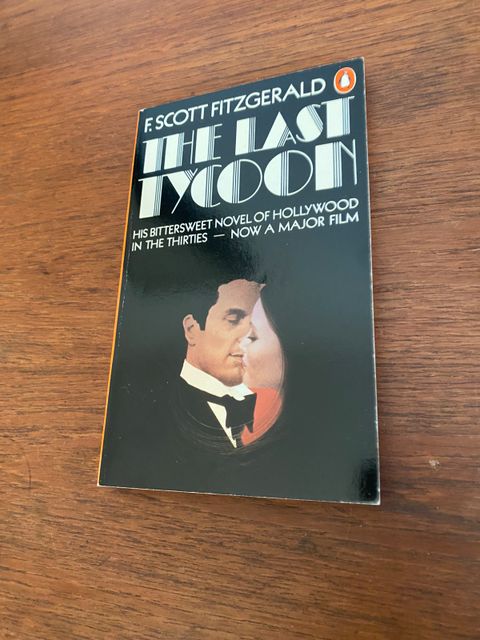 F. SCOTT FITZGERALD
THE LAST
TYCOON
HIS BITTERSWEET NOVEL OF HOLLYWOOD
IN THE THIRTIES — NOW A MAJOR FILM